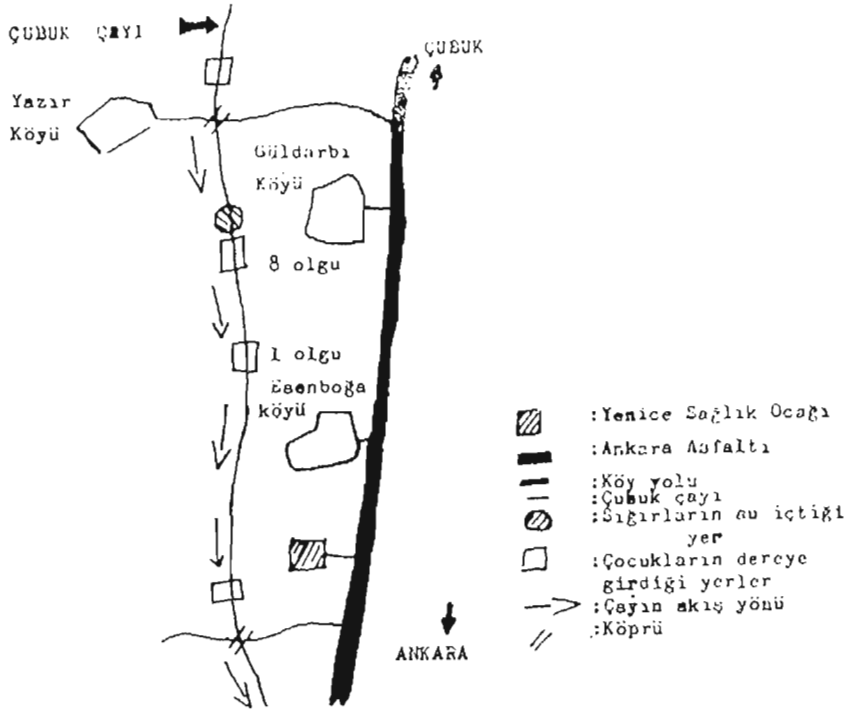 ÇUBUK ÇAYI
ÇUBUK
Yazır
Köyü
Güldarbı
Köyü
8 olgu
1 olgu
Esenboğa
köyü
:Yenice Sağlık Ocağı
:Ankara Asfaltı
:Köy yolu
:Çubuk çayı
:Sığırların su içtiği
yer
:Çocukların dereye
girdiği yerler
:Çayın akış yönü
:Köprü
ANKARA